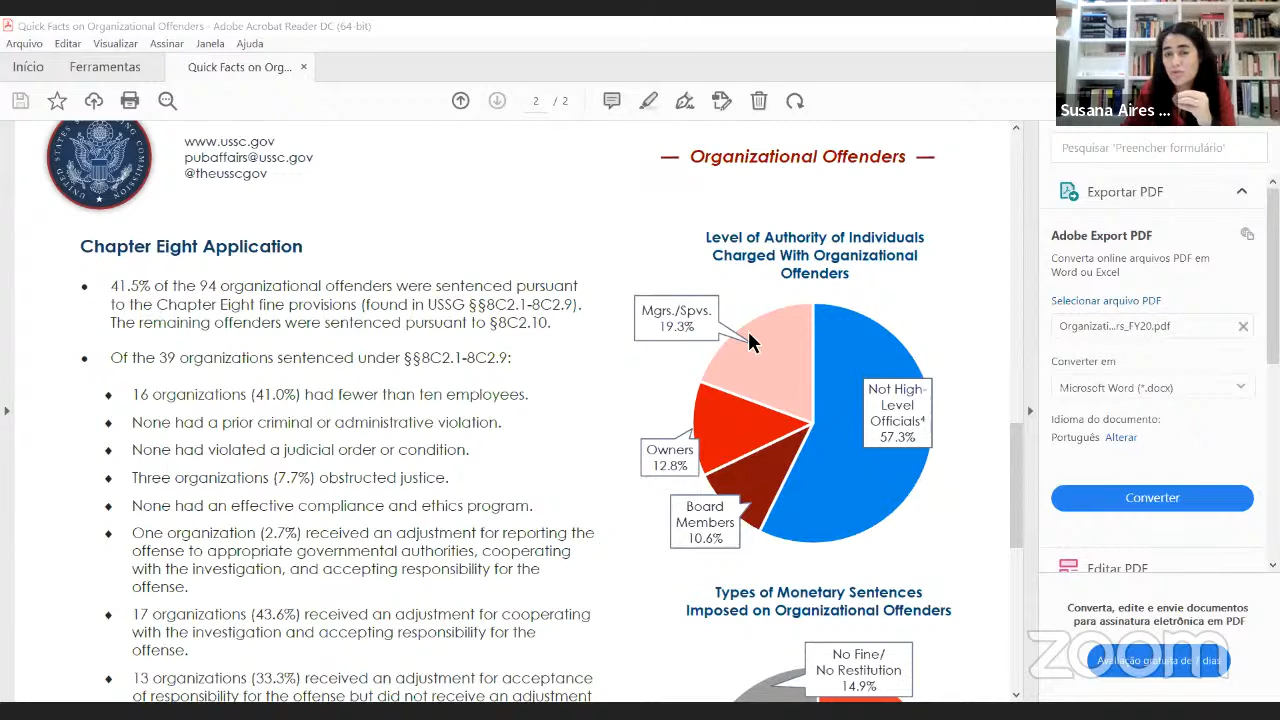 Quick Facts on Organizational Offenders - Adobe Acrobat Reader DC (64-bit)
Arquivo Editar Visualizar Assinar Janela Ajuda
Início Ferramentas Quick Facts on Org... ×
2 / 2
Susana Aires ...
UNITED STATES SENTENCING COMMISSION
www.ussc.gov
pubaffairs@ussc.gov
@theusscgov
— Organizational Offenders —
Chapter Eight Application
• 41.5% of the 94 organizational offenders were sentenced pursuant
to the Chapter Eight fine provisions (found in USSG §§8C2.1-8C2.9).
The remaining offenders were sentenced pursuant to §8C2.10.
• Of the 39 organizations sentenced under §§8C2.1-8C2.9:
♦ 16 organizations (41.0%) had fewer than ten employees.
♦ None had a prior criminal or administrative violation.
♦ None had violated a judicial order or condition.
♦ Three organizations (7.7%) obstructed justice.
♦ None had an effective compliance and ethics program.
♦ One organization (2.7%) received an adjustment for reporting the
offense to appropriate governmental authorities, cooperating
with the investigation, and accepting responsibility for the
offense.
♦ 17 organizations (43.6%) received an adjustment for cooperating
with the investigation and accepting responsibility for the
offense.
♦ 13 organizations (33.3%) received an adjustment for acceptance
of responsibility for the offense but did not receive an adjustment
Level of Authority of Individuals
Charged With Organizational
Offenders
Mgrs./Spvs.
19.3%
Not High-
Level
Officials⁴
57.3%
Owners
12.8%
Board
Members
10.6%
Types of Monetary Sentences
Imposed on Organizational Offenders
No Fine/
No Restitution
14.9%
Pesquisar 'Preencher formulário'
Exportar PDF
Adobe Export PDF
Converta online arquivos PDF em
Word ou Excel
Selecionar arquivo PDF
Organizati...rs_FY20.pdf
Converter em
Microsoft Word (*.docx)
Idioma do documento:
Português Alterar
Converter
Editar PDF
Converta, edite e envie documentos
para assinatura eletrônica em PDF
Avaliação gratuita de 7 dias
zoom